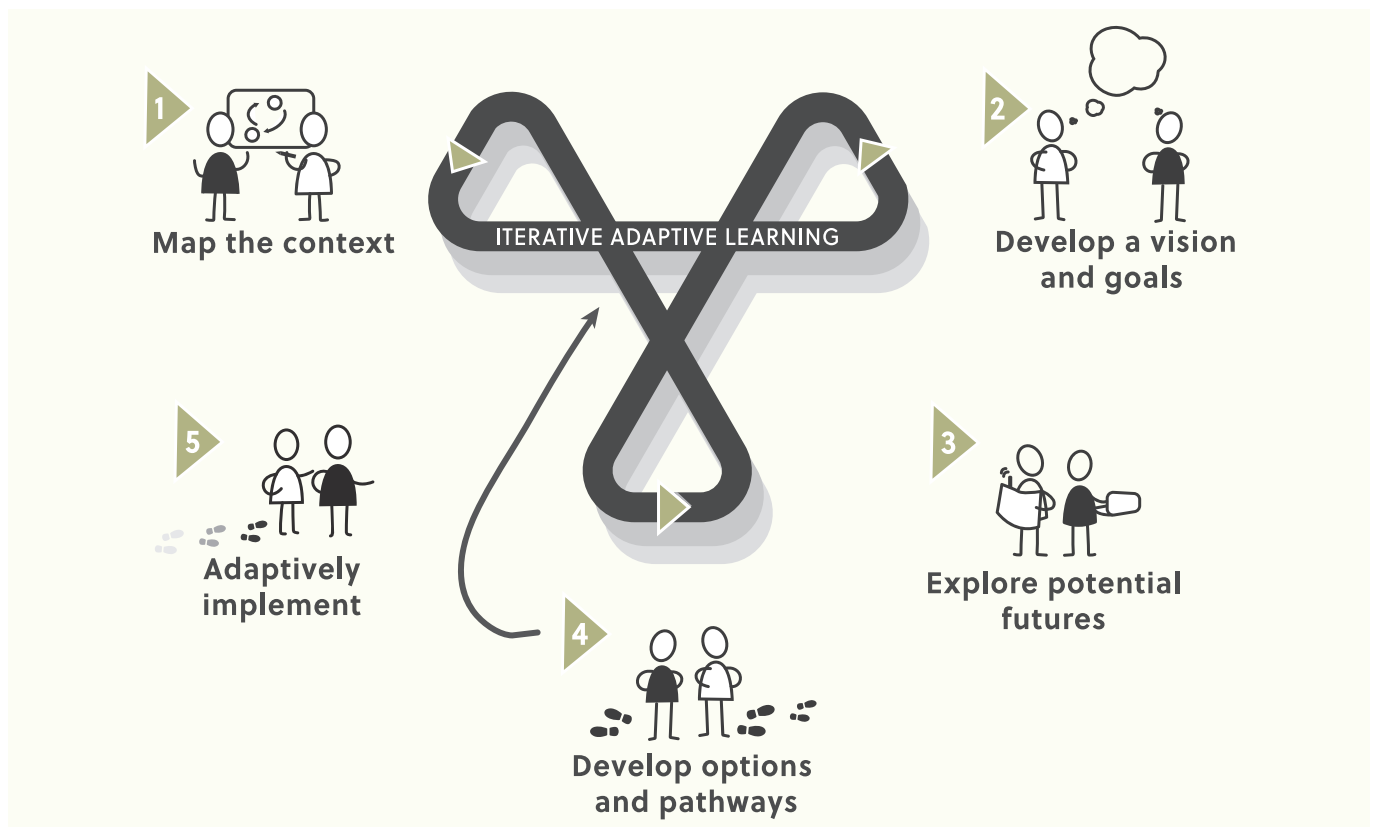 1
Map the context
2
Develop a vision
and goals
ITERATIVE ADAPTIVE LEARNING
3
Explore potential
futures
4
Develop options
and pathways
5
Adaptively
implement